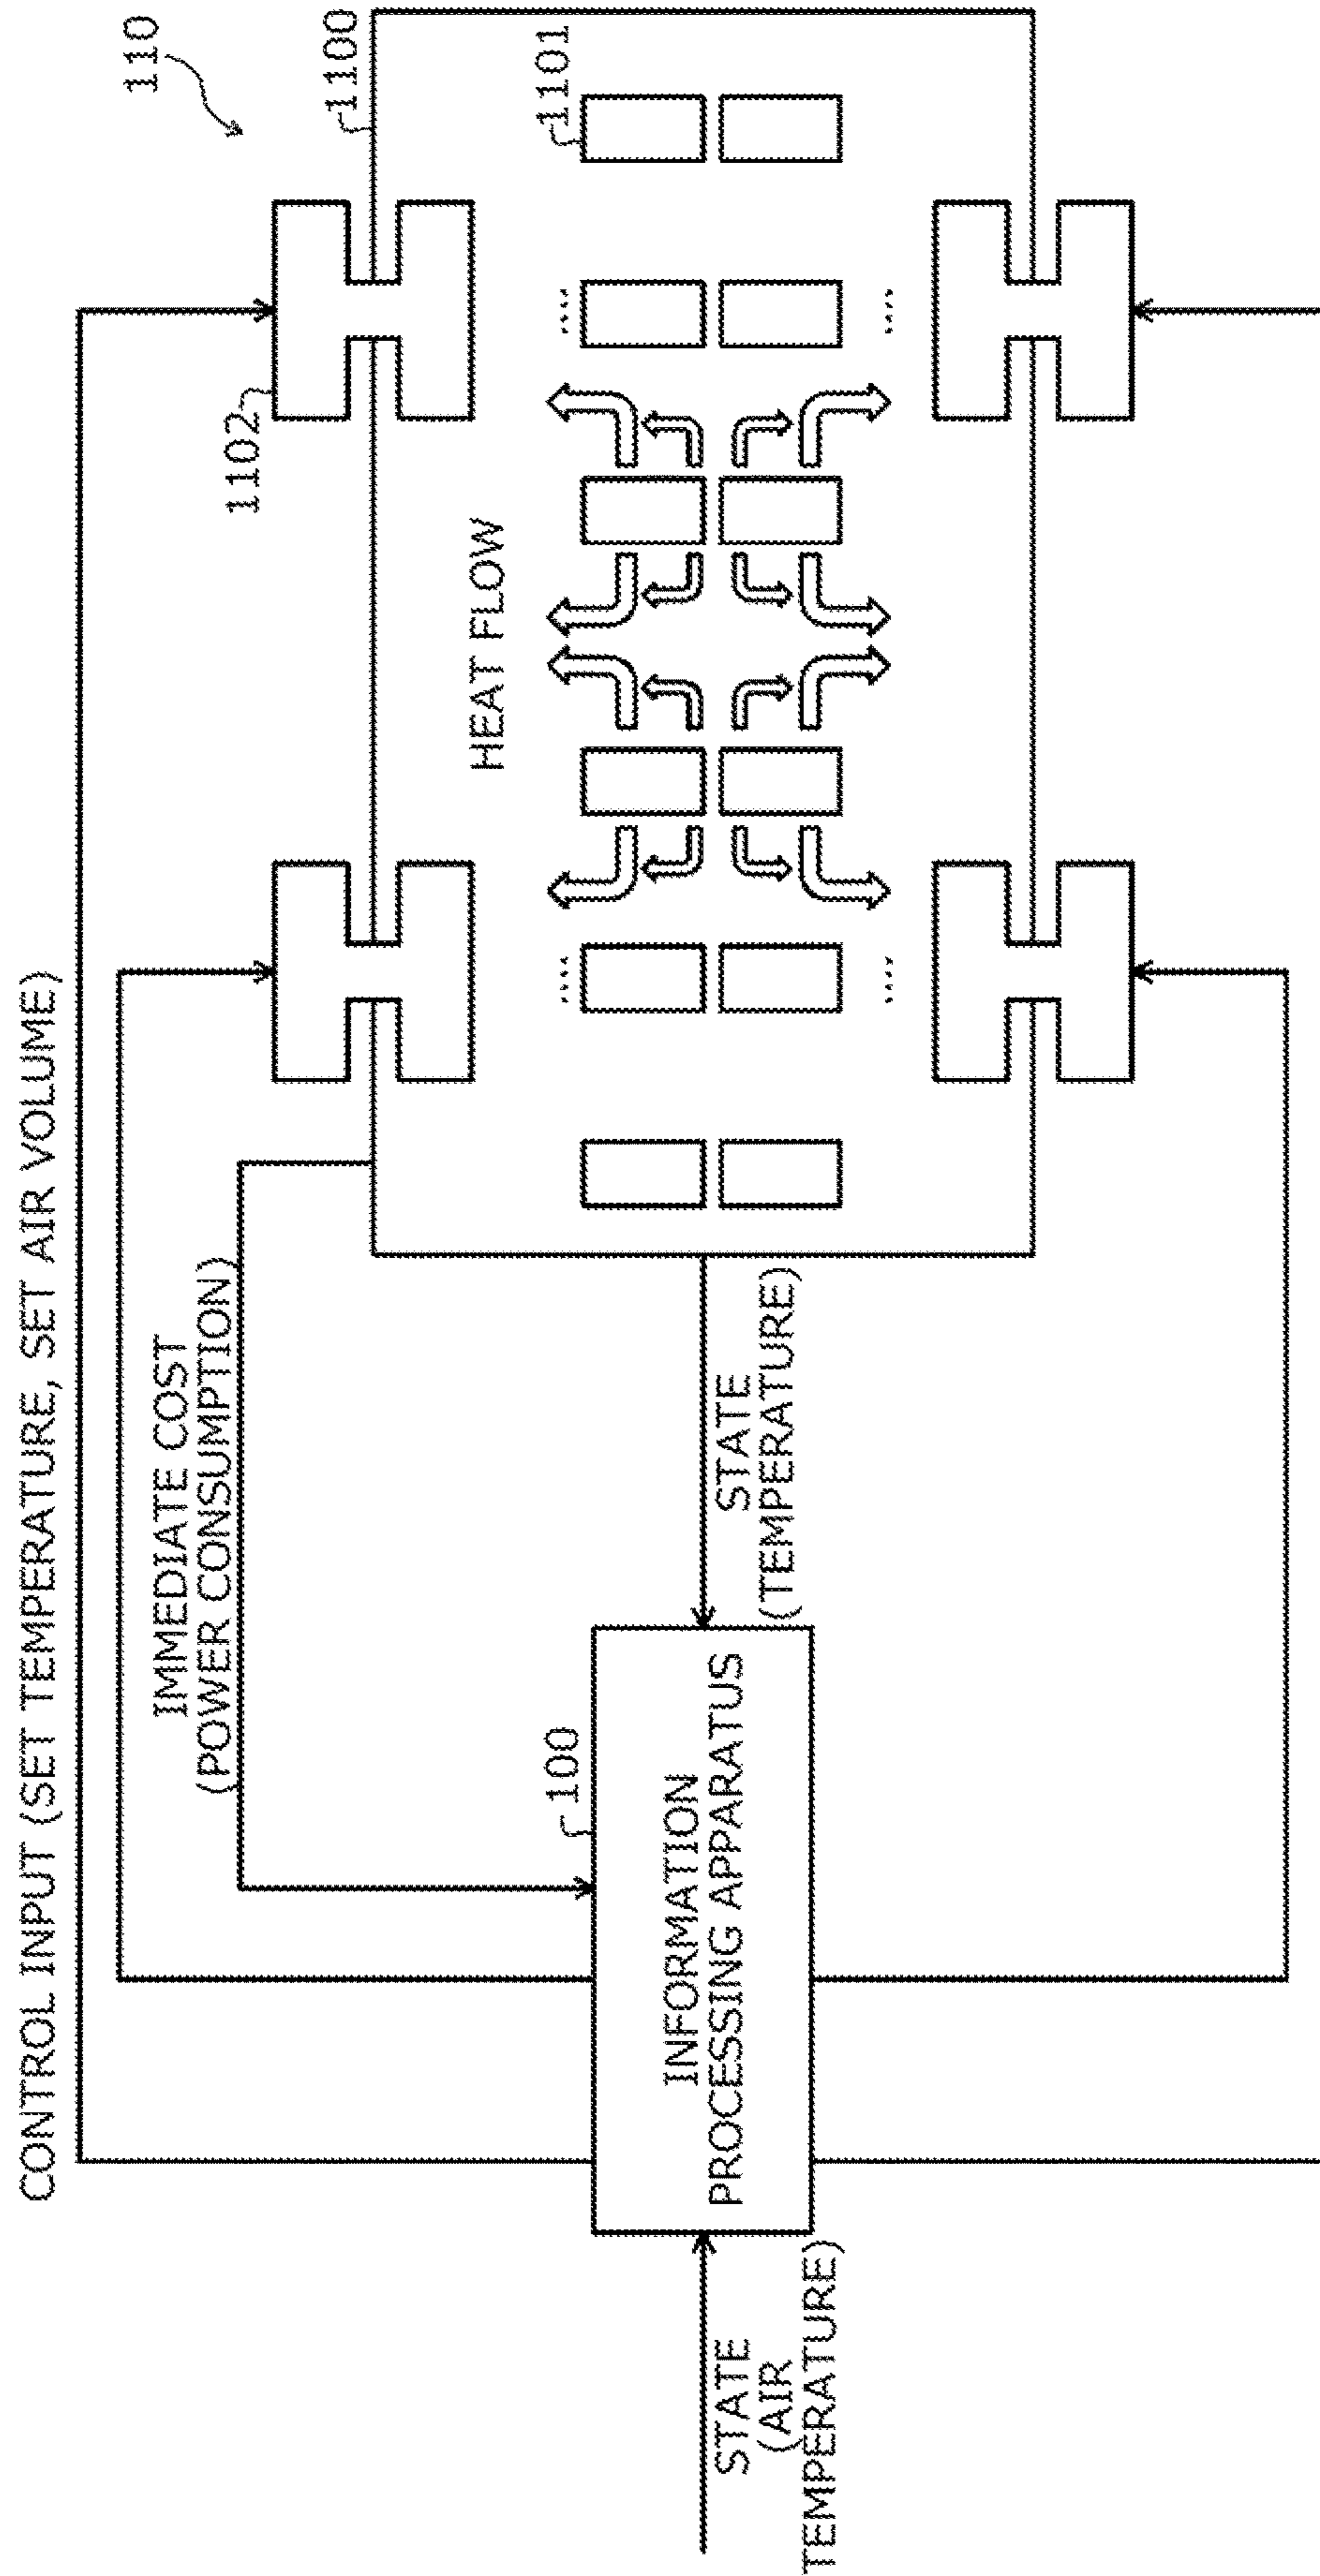 CONTROL INPUT (SET TEMPERATURE, SET AIR VOLUME)
110
1100
1102
1101
IMMEDIATE COST
(POWER CONSUMPTION)
HEAT FLOW
100
INFORMATION
PROCESSING APPARATUS
STATE
(AIR
TEMPERATURE)
STATE
(TEMPERATURE)